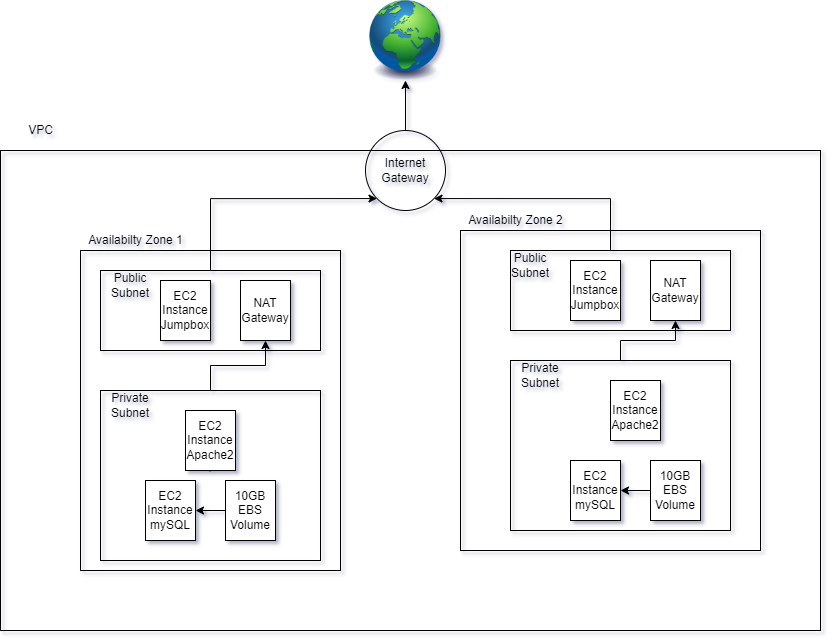 VPC
Internet
Gateway
Availabilty Zone 1
Public
Subnet
EC2
Instance
Jumpbox
NAT
Gateway
Private
Subnet
EC2
Instance
Apache2
EC2
Instance
mySQL
10GB
EBS
Volume
Availabilty Zone 2
Public
Subnet
EC2
Instance
Jumpbox
NAT
Gateway
Private
Subnet
EC2
Instance
Apache2
EC2
Instance
mySQL
10GB
EBS
Volume